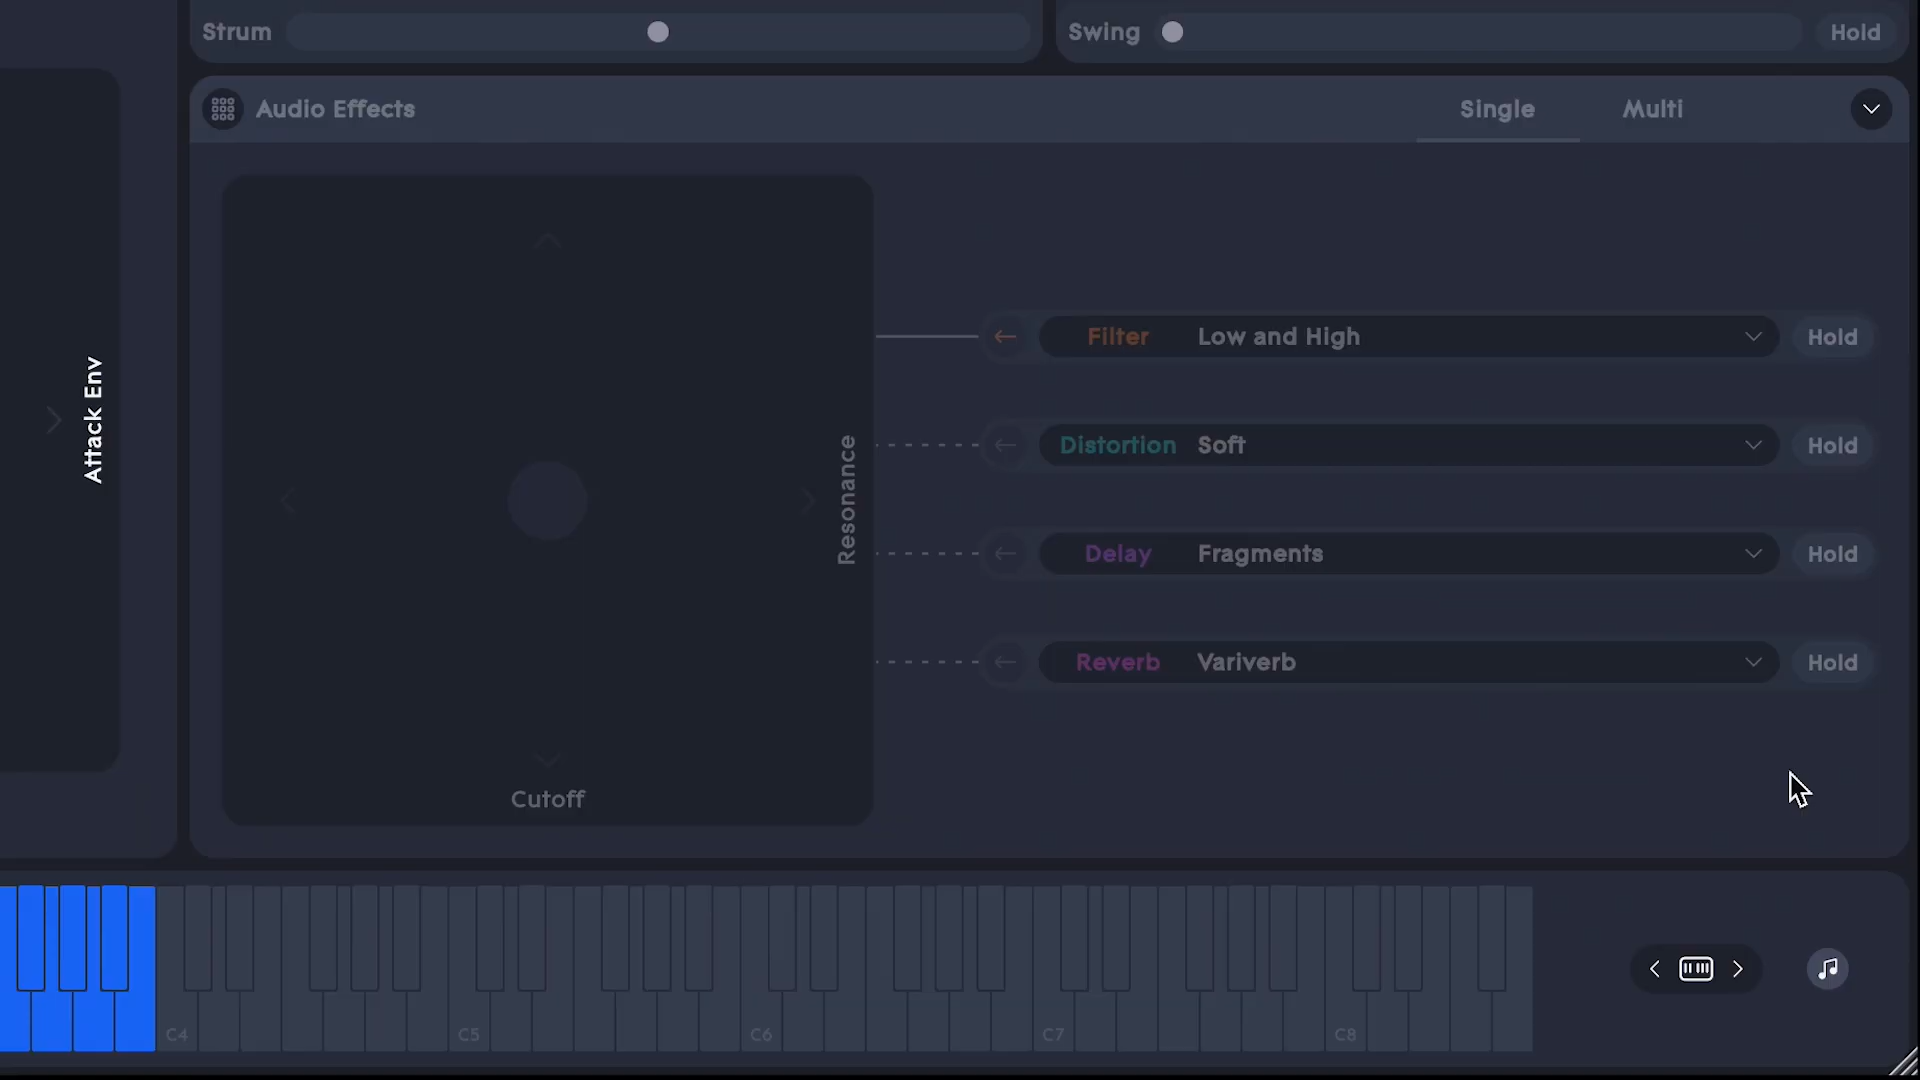 Strum
Swing
Hold
Audio Effects
Single
Multi
Attack Env
Resonance
Cutoff
Filter Low and High Hold
Distortion Soft Hold
Delay Fragments Hold
Reverb Variverb Hold
C4
C5
C6
C7
C8